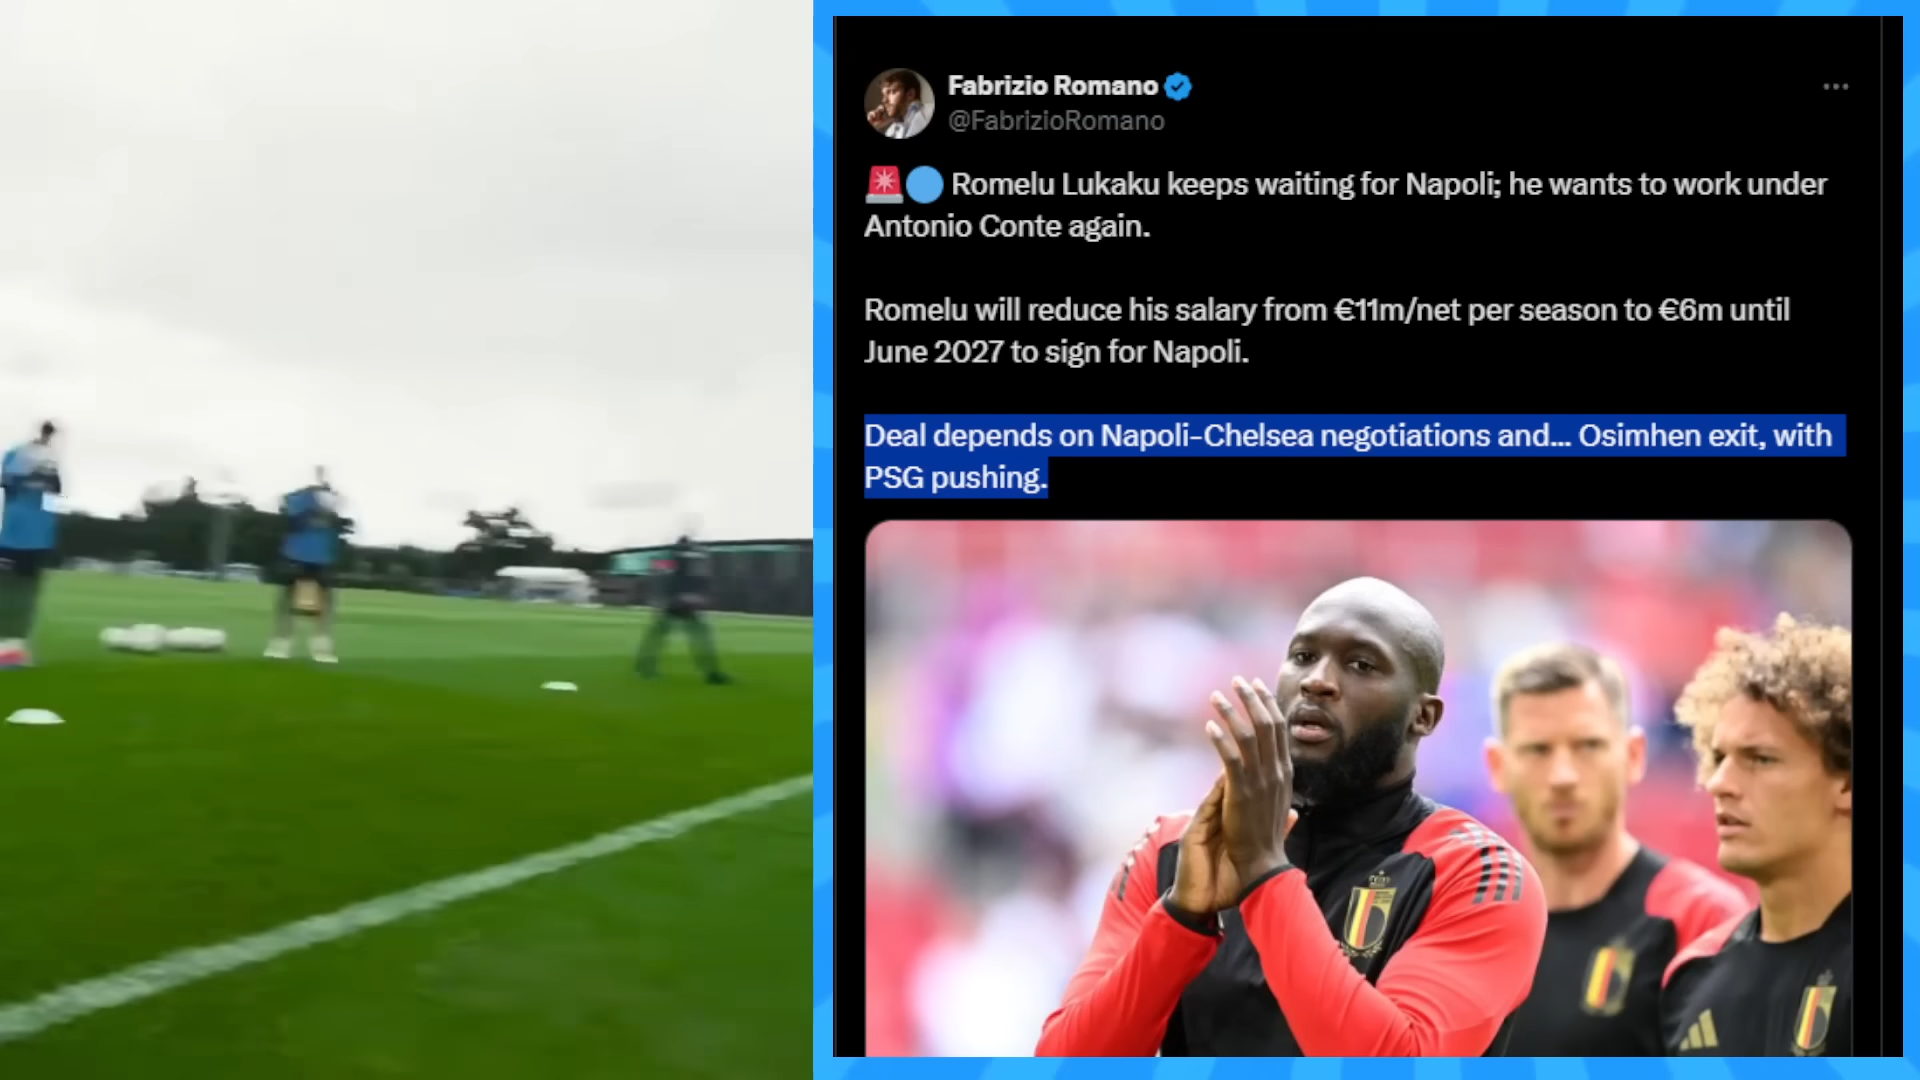 Fabrizio Romano
@FabrizioRomano
🚨🔵 Romelu Lukaku keeps waiting for Napoli; he wants to work under
Antonio Conte again.
Romelu will reduce his salary from €11m/net per season to €6m until
June 2027 to sign for Napoli.
Deal depends on Napoli-Chelsea negotiations and... Osimhen exit, with
PSG pushing.